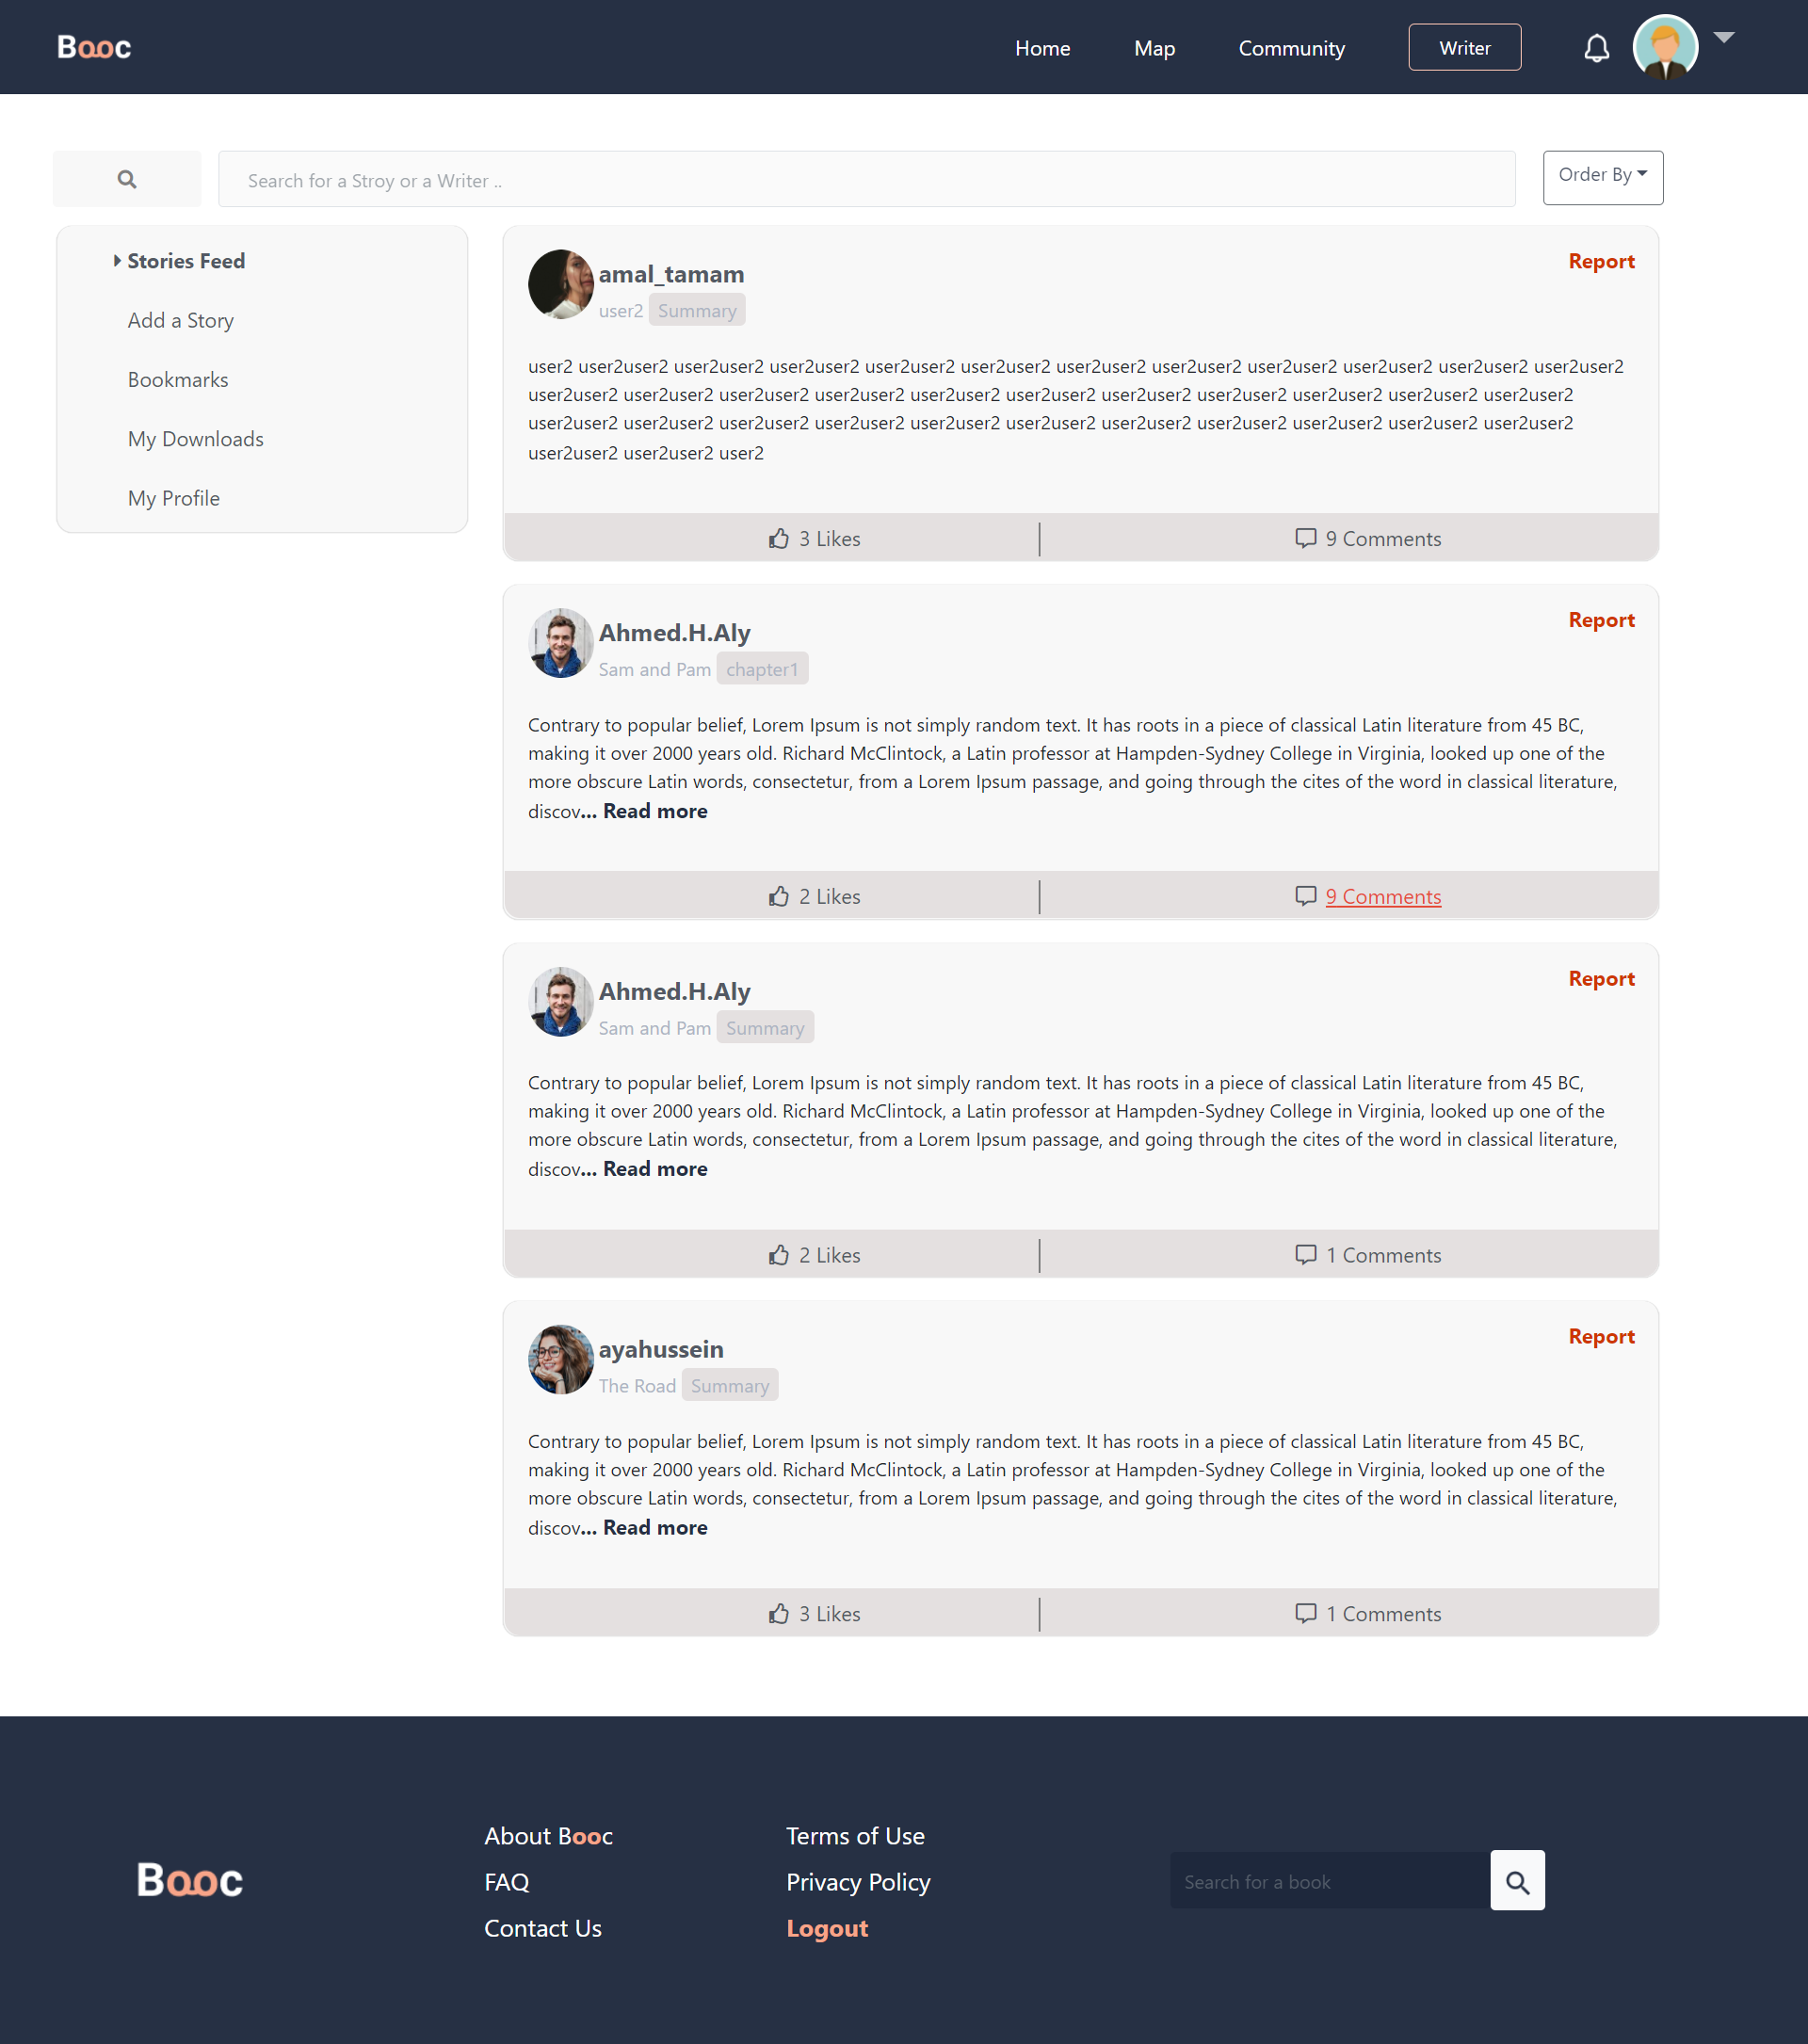 Booc
Home
Map
Community
Writer
Search for a Stroy or a Writer ..
Order By
Stories Feed
Add a Story
Bookmarks
My Downloads
My Profile
amal_tamam
Report
user2 Summary
user2 user2user2 user2user2 user2user2 user2user2 user2user2 user2user2 user2user2 user2user2 user2user2 user2user2 user2user2
user2user2 user2user2 user2user2 user2user2 user2user2 user2user2 user2user2 user2user2 user2user2 user2user2 user2user2
user2user2 user2user2 user2user2 user2user2 user2user2 user2user2 user2user2 user2user2 user2user2 user2user2 user2user2
user2user2 user2user2 user2
3 Likes
9 Comments
Ahmed.H.Aly
Report
Sam and Pam chapter1
Contrary to popular belief, Lorem Ipsum is not simply random text. It has roots in a piece of classical Latin literature from 45 BC,
making it over 2000 years old. Richard McClintock, a Latin professor at Hampden-Sydney College in Virginia, looked up one of the
more obscure Latin words, consectetur, from a Lorem Ipsum passage, and going through the cites of the word in classical literature,
discov... Read more
2 Likes
9 Comments
Ahmed.H.Aly
Report
Sam and Pam Summary
Contrary to popular belief, Lorem Ipsum is not simply random text. It has roots in a piece of classical Latin literature from 45 BC,
making it over 2000 years old. Richard McClintock, a Latin professor at Hampden-Sydney College in Virginia, looked up one of the
more obscure Latin words, consectetur, from a Lorem Ipsum passage, and going through the cites of the word in classical literature,
discov... Read more
2 Likes
1 Comments
ayahussein
Report
The Road Summary
Contrary to popular belief, Lorem Ipsum is not simply random text. It has roots in a piece of classical Latin literature from 45 BC,
making it over 2000 years old. Richard McClintock, a Latin professor at Hampden-Sydney College in Virginia, looked up one of the
more obscure Latin words, consectetur, from a Lorem Ipsum passage, and going through the cites of the word in classical literature,
discov... Read more
3 Likes
1 Comments
Booc
About Booc
FAQ
Contact Us
Terms of Use
Privacy Policy
Logout
Search for a book